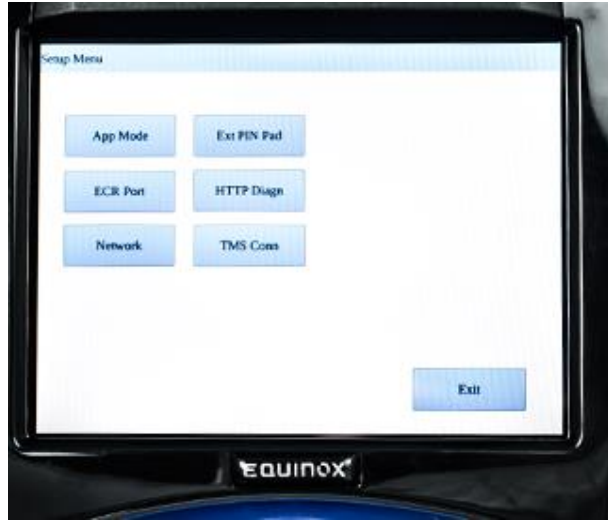 Setup Menu
App Mode
Ext PIN Pad
ECR Port
HTTP Diagn
Network
TMS Conn
Exit
EQUINOX